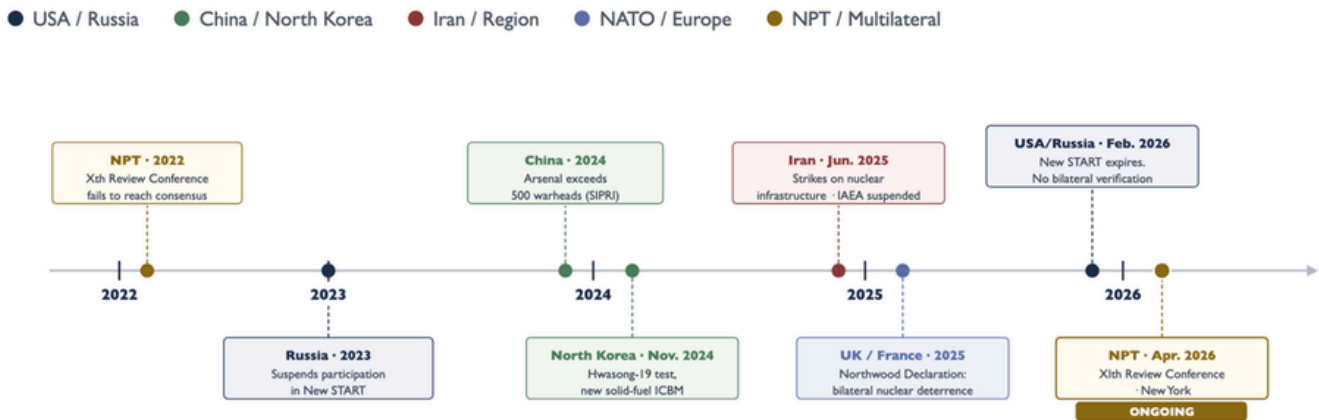 USA / Russia
China / North Korea
Iran / Region
NATO / Europe
NPT / Multilateral
NPT · 2022
Xth Review Conference
fails to reach consensus
China · 2024
Arsenal exceeds
500 warheads (SIPRI)
Iran · Jun. 2025
Strikes on nuclear
infrastructure · IAEA suspended
USA/Russia · Feb. 2026
New START expires.
No bilateral verification
2022
2023
2024
2025
2026
Russia · 2023
Suspends participation
in New START
North Korea · Nov. 2024
Hwasong-19 test,
new solid-fuel ICBM
UK / France · 2025
Northwood Declaration:
bilateral nuclear deterrence
NPT · Apr. 2026
XIth Review Conference
· New York
ONGOING